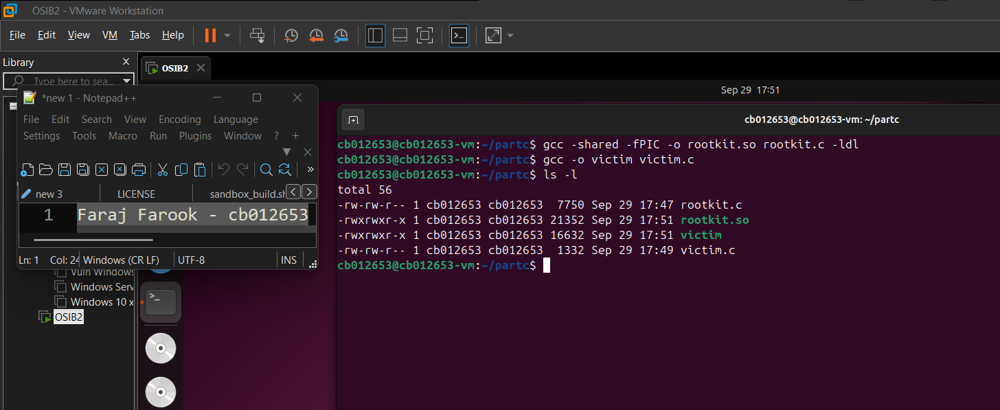 OSIB2 - VMware Workstation
File Edit View VM Tabs Help
Library
Type here to sea...
OSIB2
Sep 29 17:51
*new 1 - Notepad++
File Edit Search View Encoding Language
Settings Tools Macro Run Plugins Window ? +
new 3 LICENSE sandbox_build.sh
1 Faraj Farook - cb012653
Ln: 1 Col: 24 Windows (CR LF) UTF-8 INS
Vuln Windows
Windows Serv
Windows 10 x
OSIB2
cb012653@cb012653-vm: ~/partc
cb012653@cb012653-vm:~/partc$ gcc -shared -fPIC -o rootkit.so rootkit.c -ldl
cb012653@cb012653-vm:~/partc$ gcc -o victim victim.c
cb012653@cb012653-vm:~/partc$ ls -l
total 56
-rw-rw-r-- 1 cb012653 cb012653  7750 Sep 29 17:47 rootkit.c
-rwxrwxr-x 1 cb012653 cb012653 21352 Sep 29 17:51 rootkit.so
-rwxrwxr-x 1 cb012653 cb012653 16632 Sep 29 17:51 victim
-rw-rw-r-- 1 cb012653 cb012653  1332 Sep 29 17:49 victim.c
cb012653@cb012653-vm:~/partc$